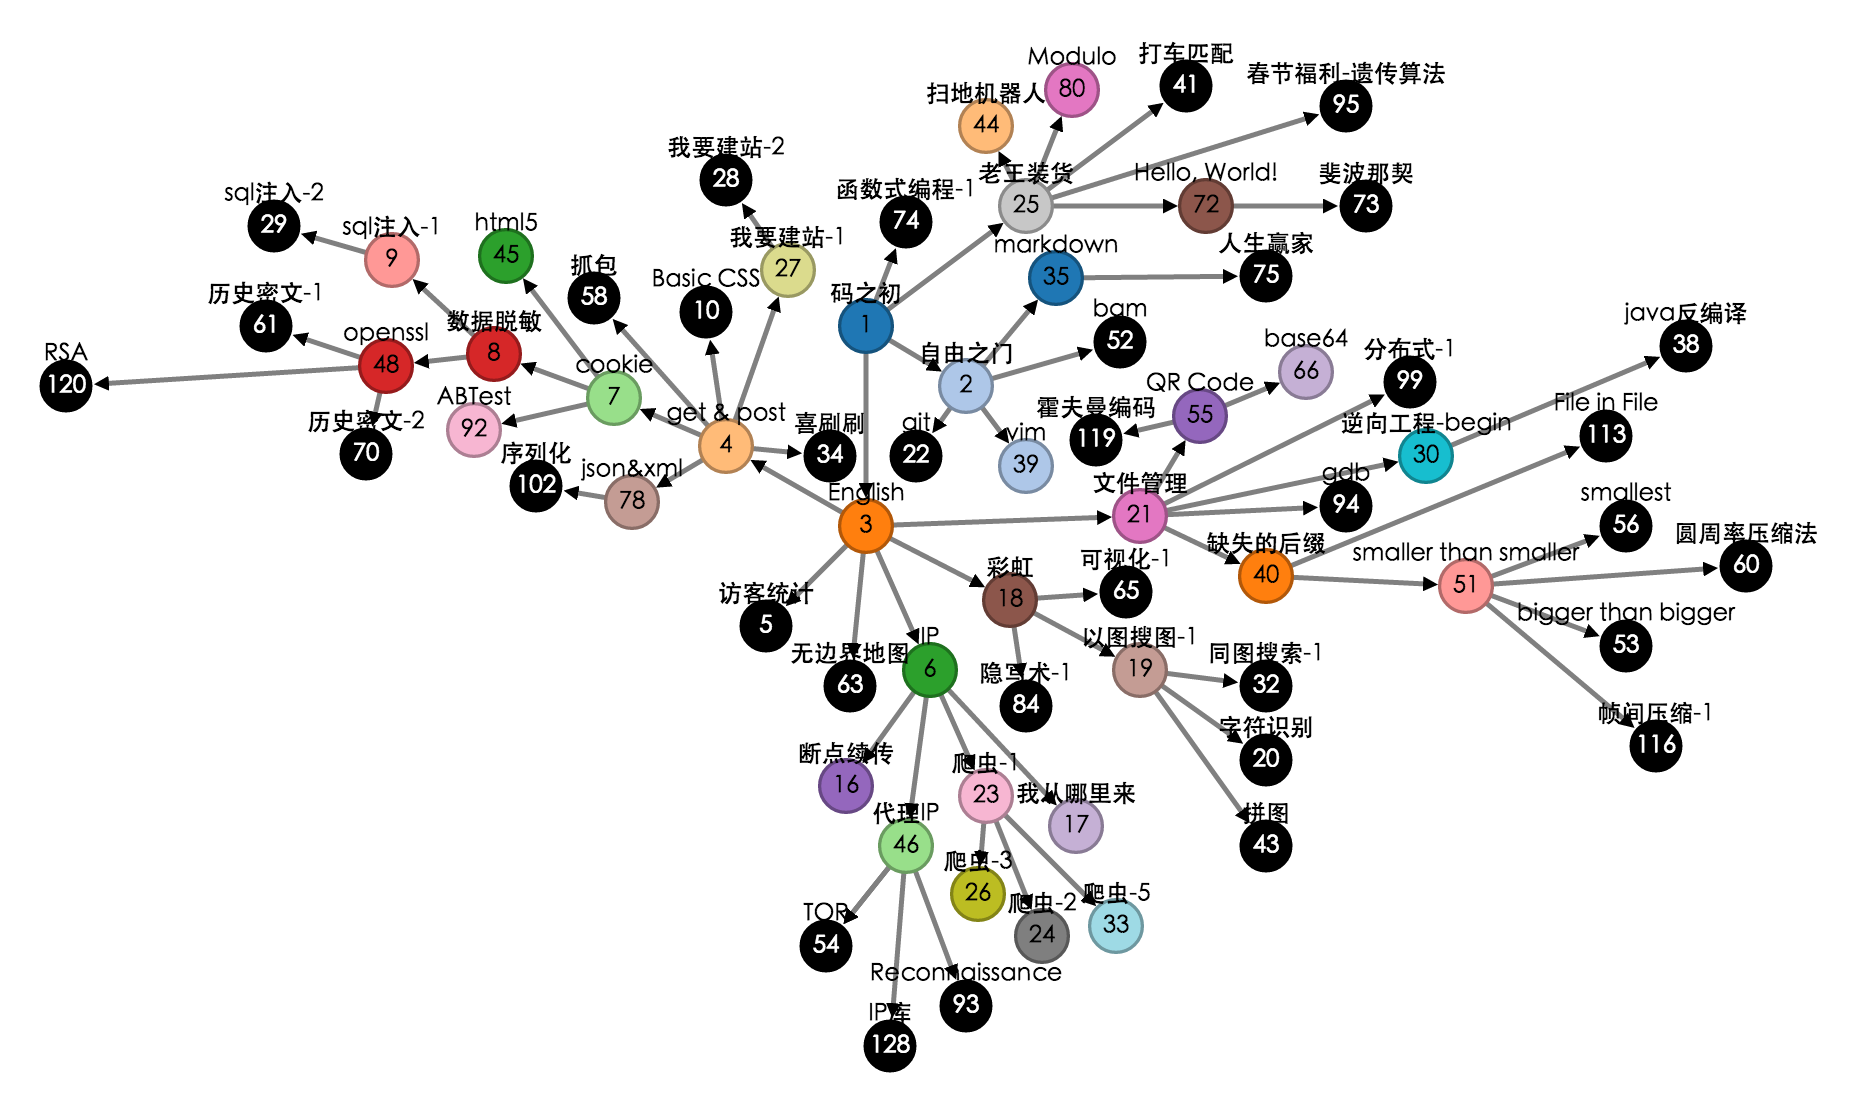 Modulo
80
打车匹配
41
春节福利-遗传算法
95
扫地机器人
44
我要建站-2
28
老王装货
25
Hello, World!
72
斐波那契
73
函数式编程-1
74
sql注入-2
29
sql注入-1
9
html5
45
我要建站-1
27
markdown
35
人生赢家
75
抓包
58
Basic CSS
10
码之初
1
历史密文-1
61
openssl
48
数据脱敏
8
bam
52
java反编译
38
RSA
120
cookie
7
自由之门
2
base64
66
分布式-1
99
QR Code
55
ABTest
92
get & post
4
喜刷刷
34
git
22
vim
39
霍夫曼编码
119
逆向工程-begin
30
File in File
113
历史密文-2
70
序列化
102
json&xml
78
English
3
文件管理
21
gdb
94
smallest
56
缺失的后缀
40
smaller than smaller
51
圆周率压缩法
60
访客统计
5
彩虹
18
可视化-1
65
bigger than bigger
53
无边界地图
63
IP
6
隐写术-1
84
以图搜图-1
19
同图搜索-1
32
字符识别
20
帧间压缩-1
116
断点续传
16
爬虫-1
23
我从哪里来
17
代理IP
46
拼图
43
爬虫-3
26
爬虫-2
24
爬虫-5
33
TOR
54
Reconnaissance
93
IP库
128